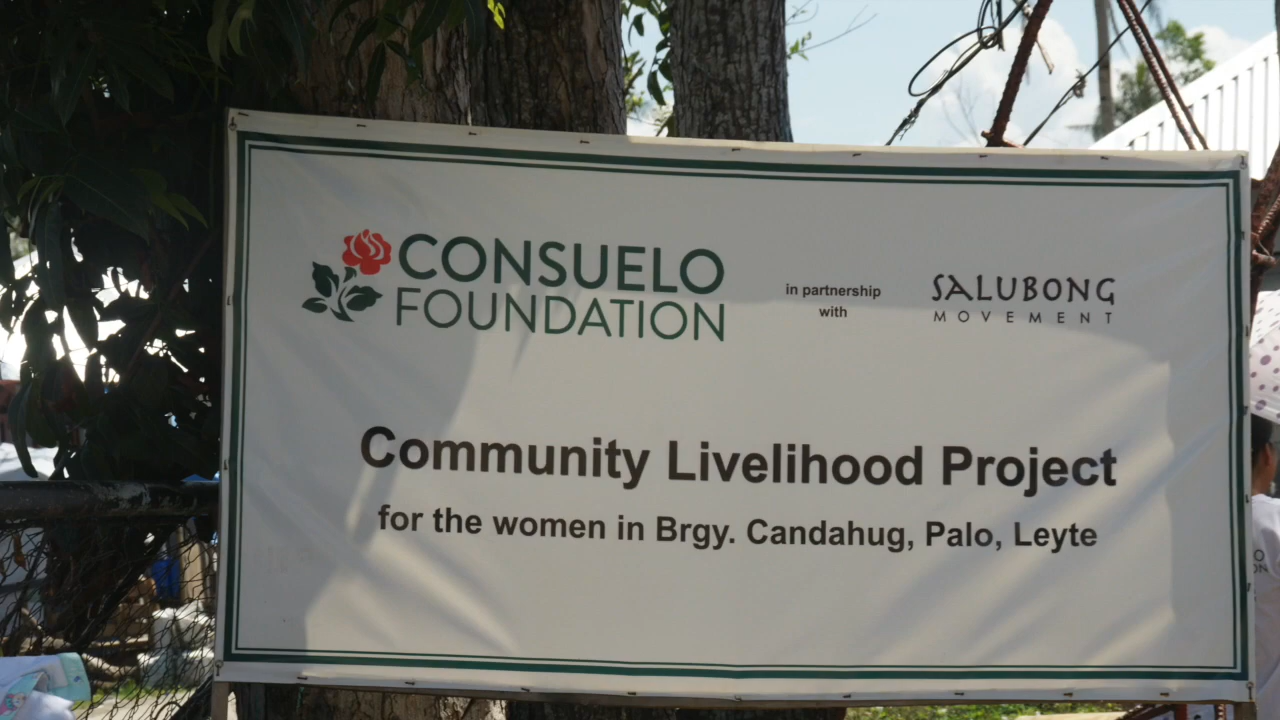 CONSUELO
FOUNDATION
in partnership
with
SALUBONG
MOVEMENT
Community Livelihood Project
for the women in Brgy. Candahug, Palo, Leyte